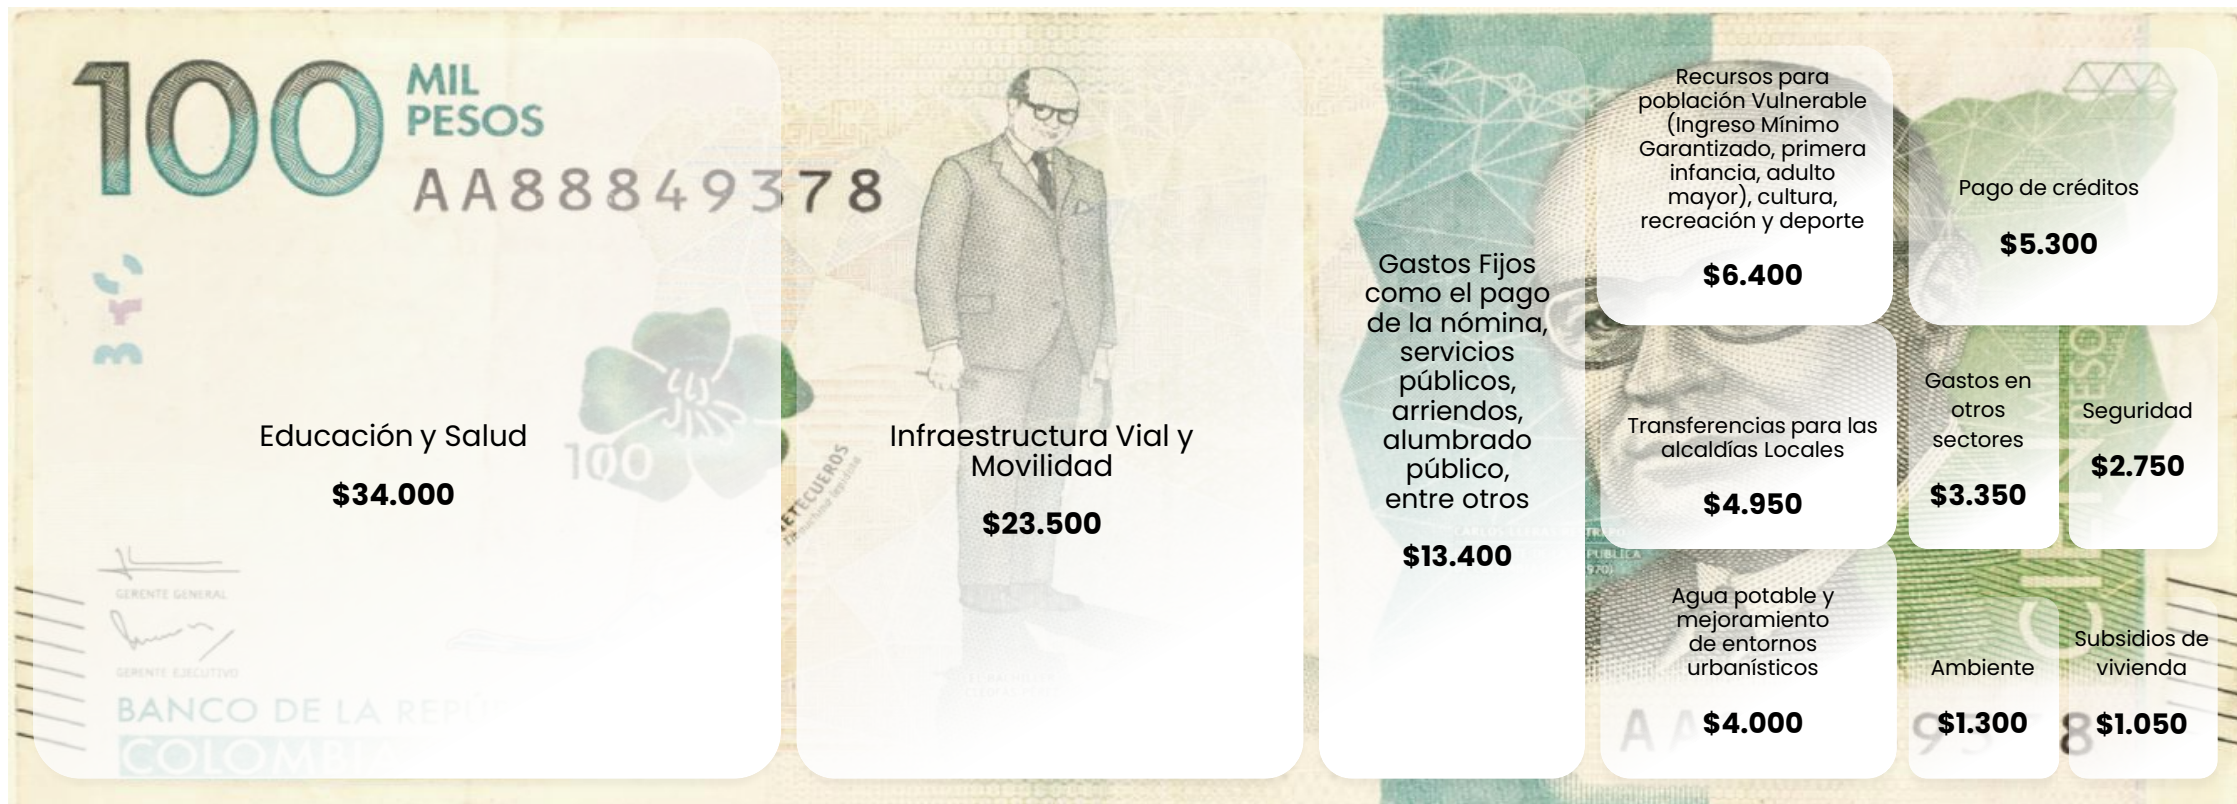 100
MIL
PESOS
AA88849378
Educación y Salud
$34.000
100
GERENTE GENERAL
GERENTE EJECUTIVO
BANCO DE LA REPÚ
COLOMBIA
Infraestructura Vial y
Movilidad
$23.500
Gastos Fijos
como el pago
de la nómina,
servicios
públicos,
arriendos,
alumbrado
público,
entre otros
$13.400
Recursos para
población Vulnerable
(Ingreso Mínimo
Garantizado, primera
infancia, adulto
mayor), cultura,
recreación y deporte
$6.400
Transferencias para las
alcaldías Locales
$4.950
Agua potable y
mejoramiento
de entornos
urbanísticos
$4.000
Pago de créditos
$5.300
Gastos en
otros
sectores
$3.350
Seguridad
$2.750
Ambiente
$1.300
Subsidios de
vivienda
$1.050